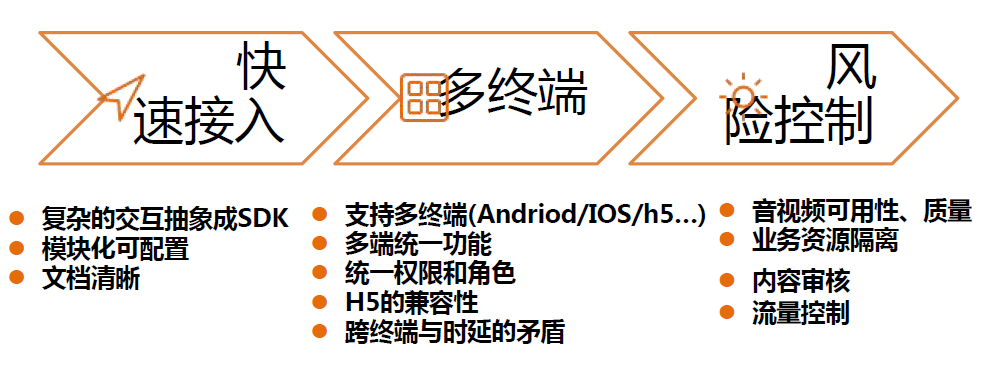 快
速接入
多终端
风
险控制
复杂的交互抽象成SDK
模块化可配置
文档清晰
支持多终端(Andriod/IOS/h5...)
多端统一功能
统一权限和角色
H5的兼容性
跨终端与时延的矛盾
音视频可用性、质量
业务资源隔离
内容审核
流量控制